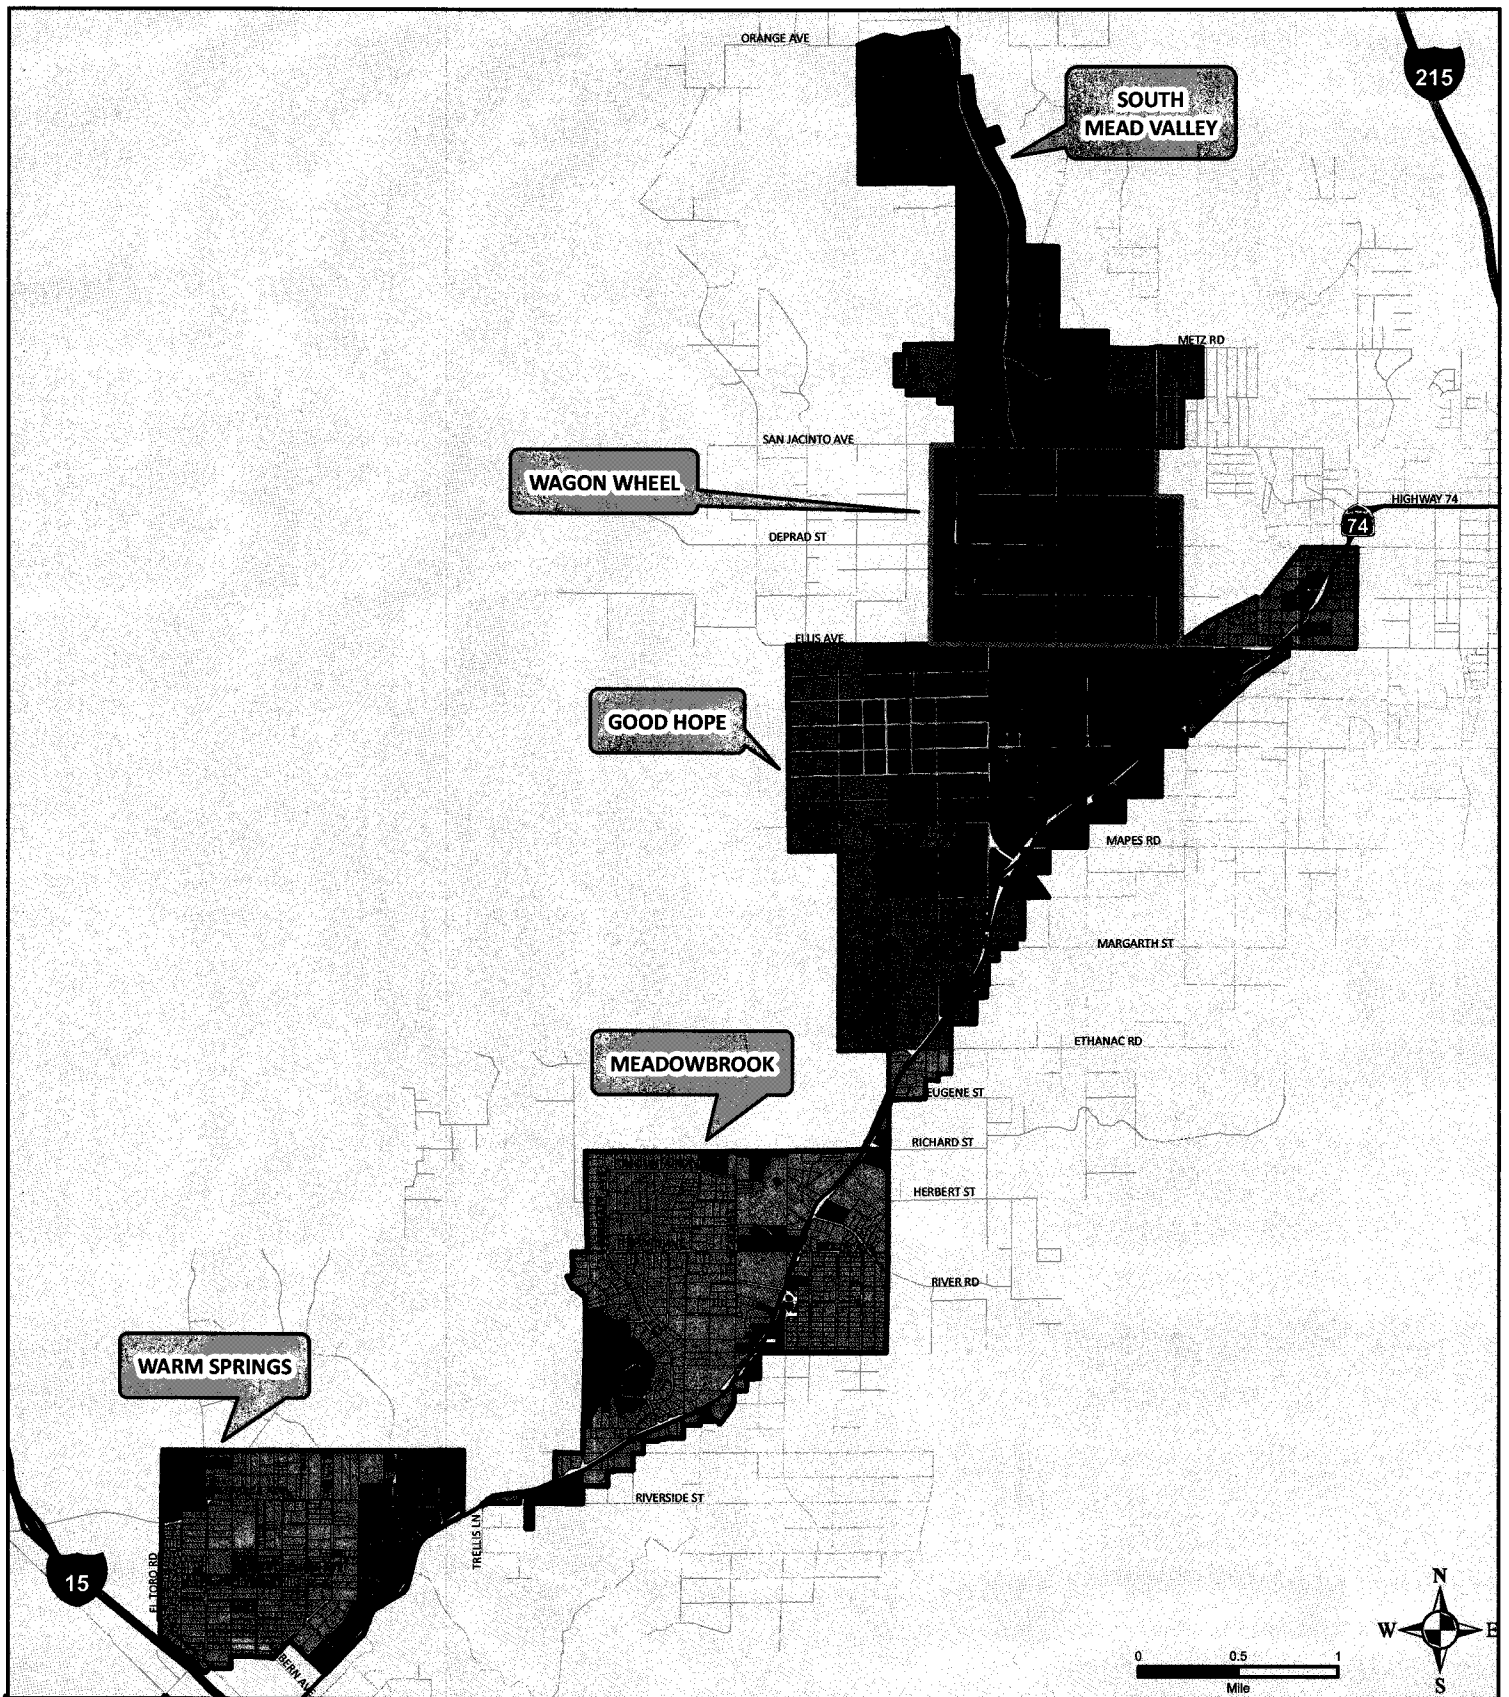 ORANGE AVE
215
SOUTH
MEAD VALLEY
METZ RD
SAN JACINTO AVE
WAGON WHEEL
HIGHWAY 74
74
DEPRAD ST
ELLIS AVE
GOOD HOPE
MAPES RD
MARGARTH ST
ETHANAC RD
MEADOWBROOK
EUGENE ST
RICHARD ST
HERBERT ST
RIVER RD
WARM SPRINGS
RIVERSIDE ST
TRELLIS LN
EL TORO RD
15
BERN AVE
N
W
E
S
0 0.5 1
Mile